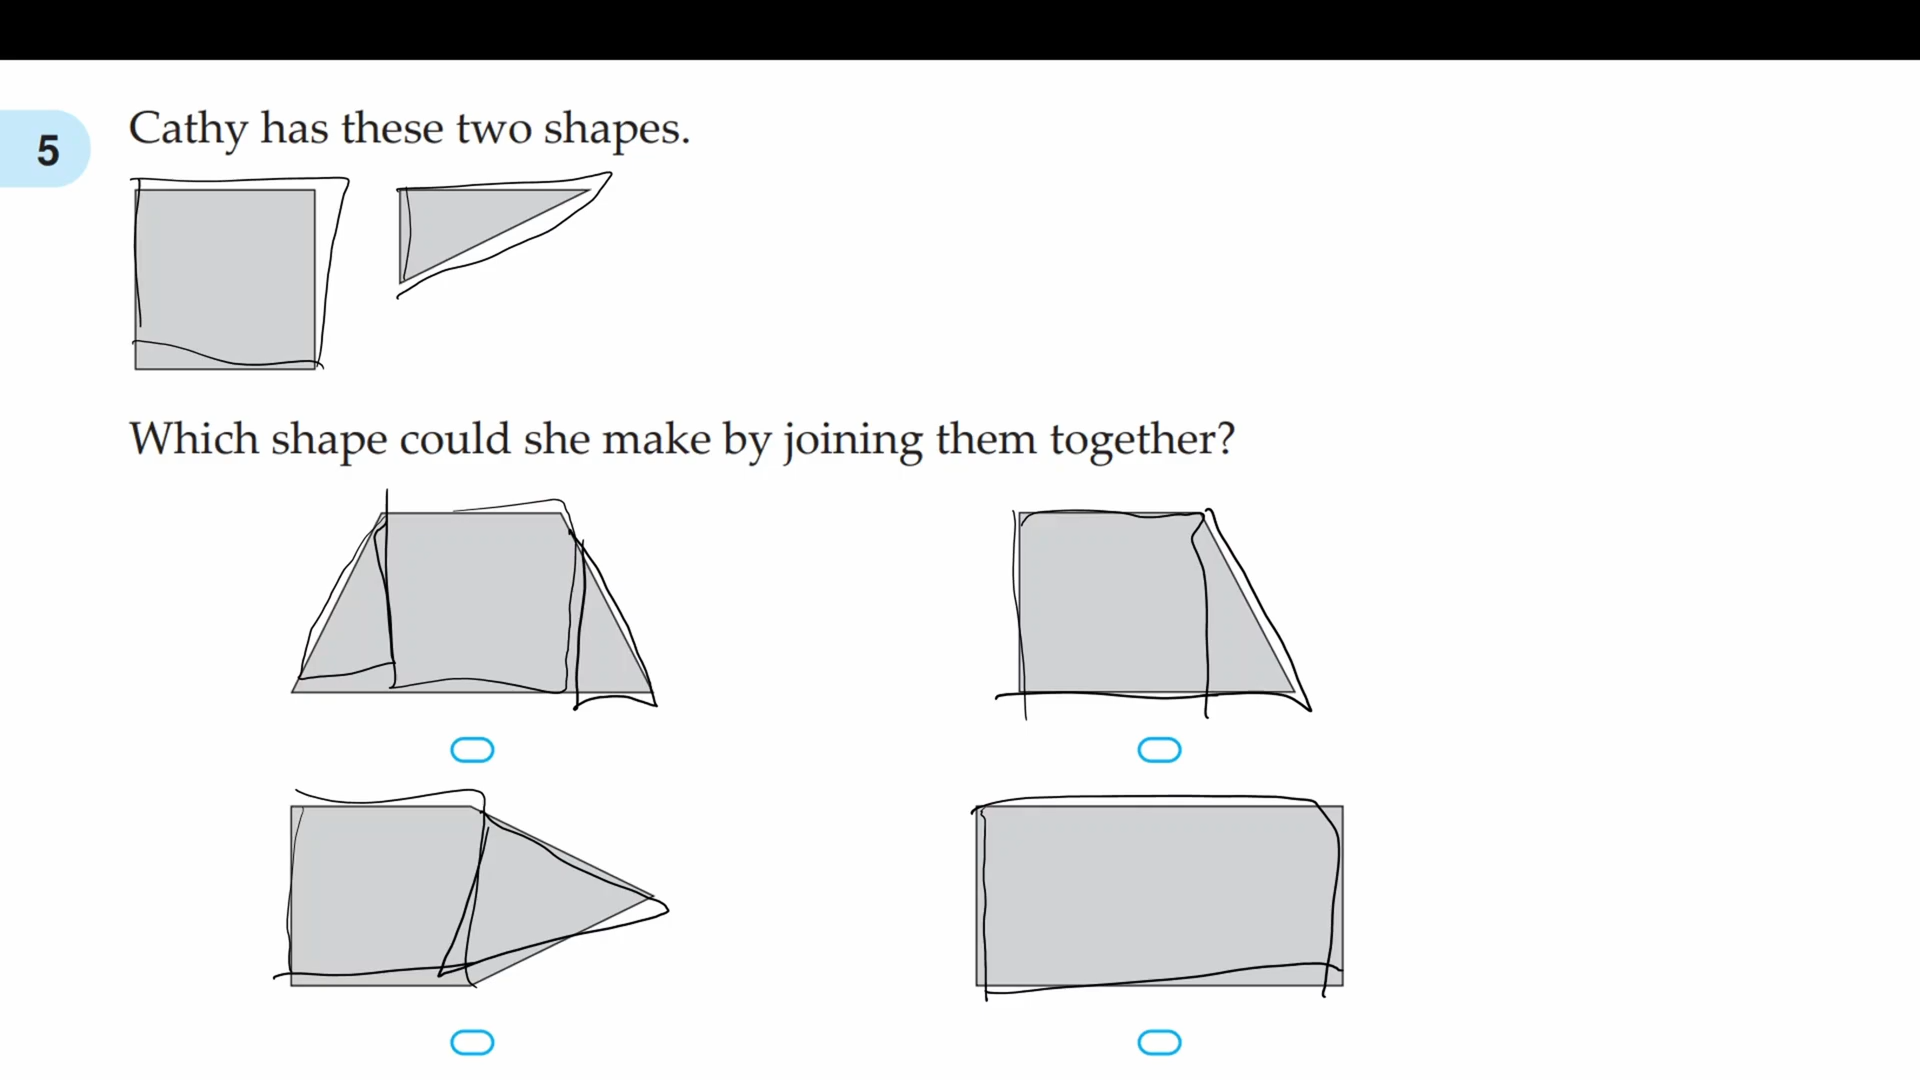 5
Cathy has these two shapes.
Which shape could she make by joining them together?